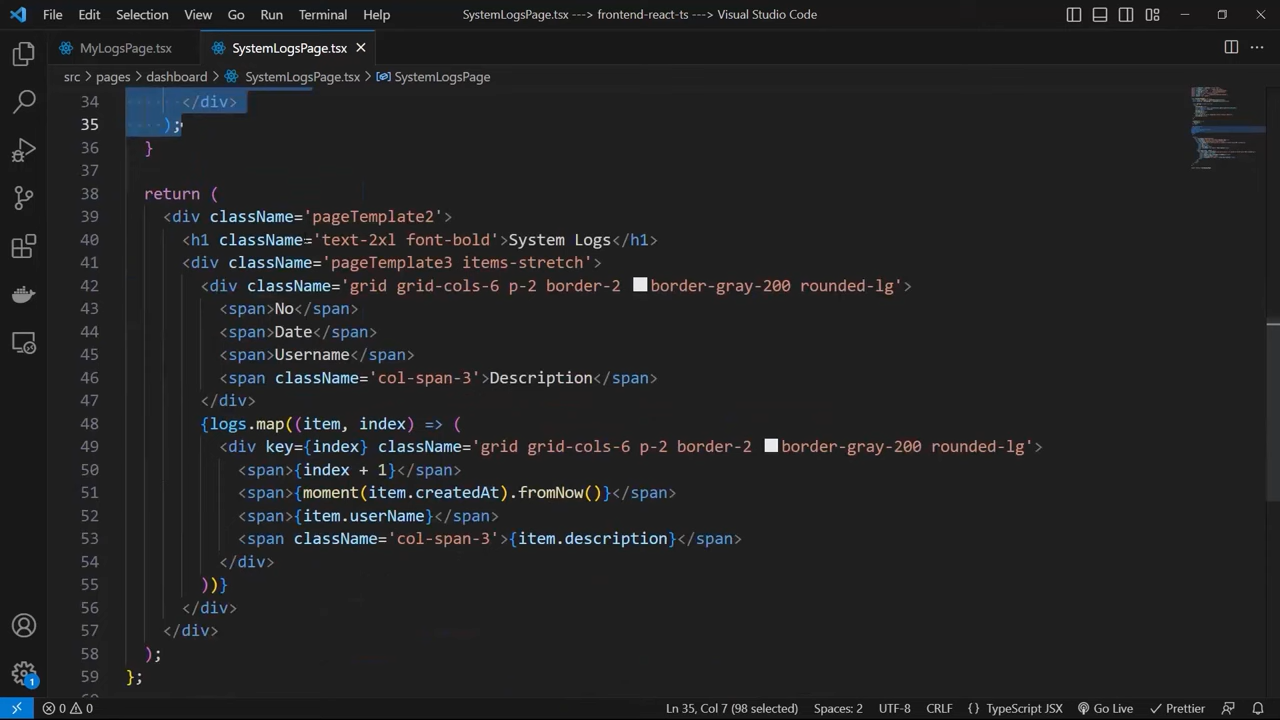 File Edit Selection View Go Run Terminal Help SystemLogsPage.tsx ---> frontend-react-ts ---> Visual Studio Code
MyLogsPage.tsx SystemLogsPage.tsx
src > pages > dashboard > SystemLogsPage.tsx > SystemLogsPage
34 </div>
35 );
36 }
37
38 return (
39 <div className='pageTemplate2'>
40 <h1 className='text-2xl font-bold'>System Logs</h1>
41 <div className='pageTemplate3 items-stretch'>
42 <div className='grid grid-cols-6 p-2 border-2 border-gray-200 rounded-lg'>
43 <span>No</span>
44 <span>Date</span>
45 <span>Username</span>
46 <span className='col-span-3'>Description</span>
47 </div>
48 {logs.map((item, index) => (
49 <div key={index} className='grid grid-cols-6 p-2 border-2 border-gray-200 rounded-lg'>
50 <span>{index + 1}</span>
51 <span>{moment(item.createdAt).fromNow()}</span>
52 <span>{item.userName}</span>
53 <span className='col-span-3'>{item.description}</span>
54 </div>
55 ))}
56 </div>
57 </div>
58 );
59 };
1 0 0 Ln 35, Col 7 (98 selected) Spaces: 2 UTF-8 CRLF {} TypeScript JSX Go Live Prettier